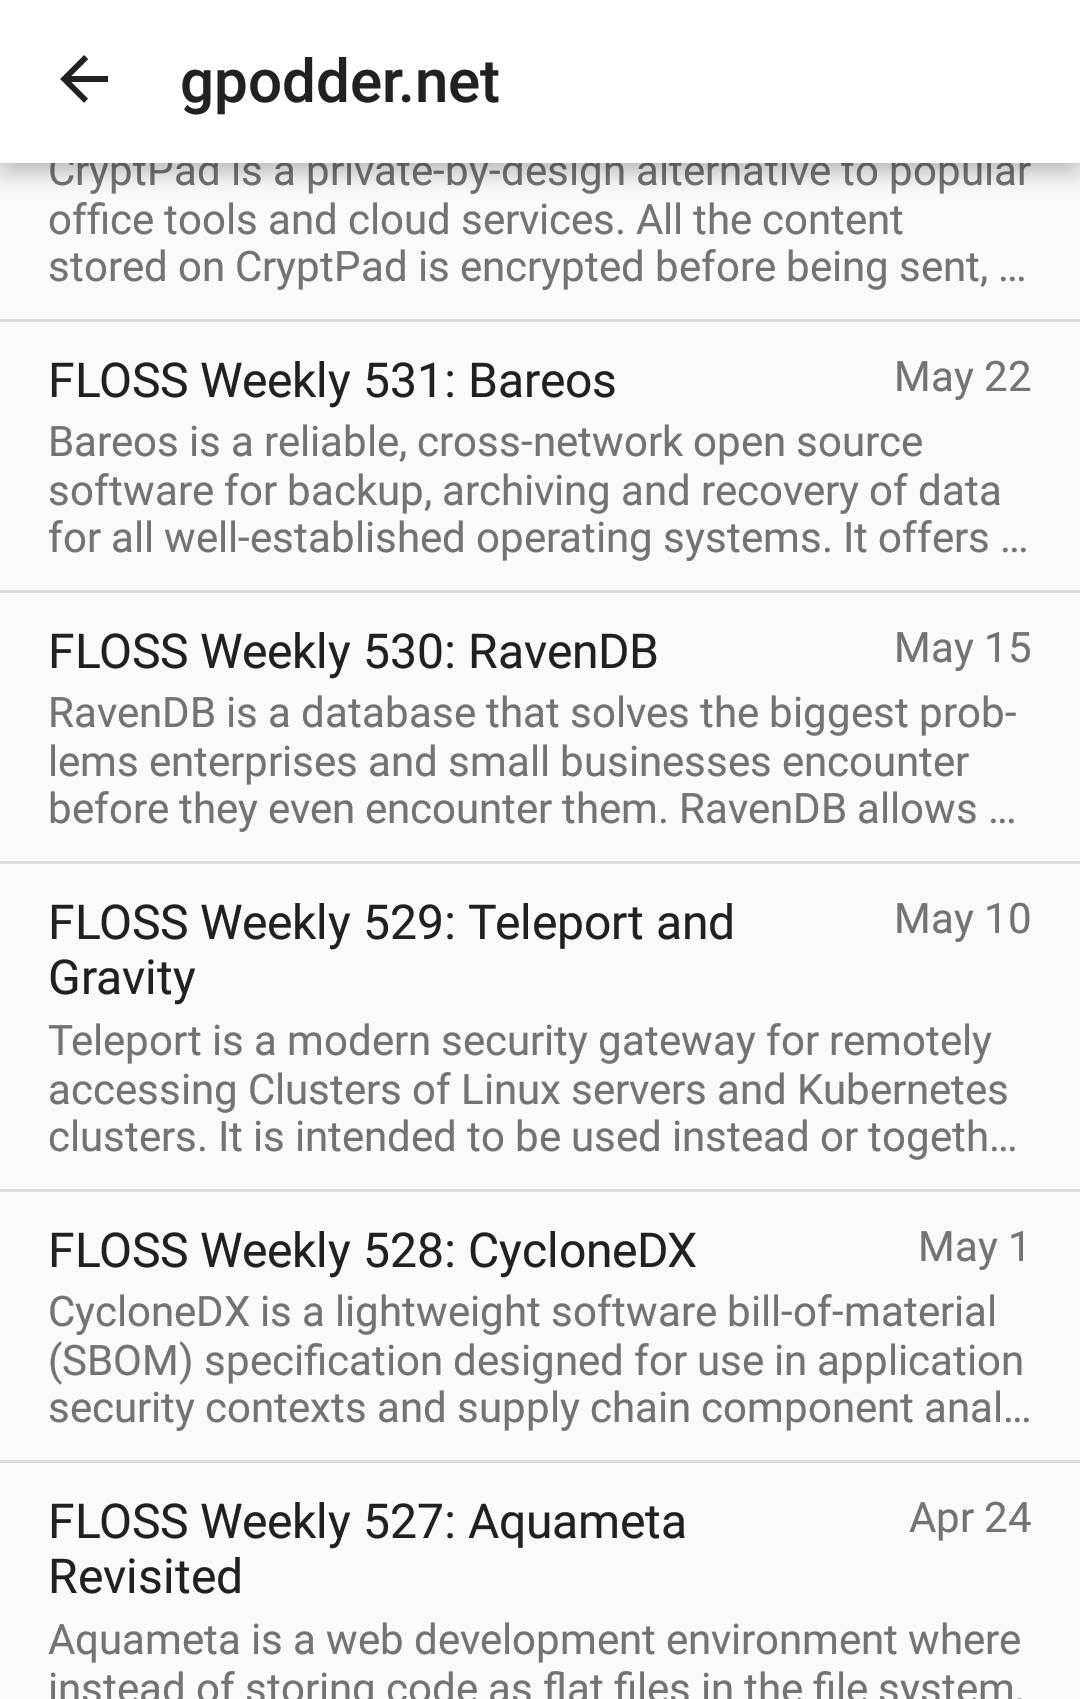 gpodder.net
CryptPad is a private-by-design alternative to popular
office tools and cloud services. All the content
stored on CryptPad is encrypted before being sent, ...
FLOSS Weekly 531: Bareos
May 22
Bareos is a reliable, cross-network open source
software for backup, archiving and recovery of data
for all well-established operating systems. It offers ...
FLOSS Weekly 530: RavenDB
May 15
RavenDB is a database that solves the biggest prob-
lems enterprises and small businesses encounter
before they even encounter them. RavenDB allows ...
FLOSS Weekly 529: Teleport and
May 10
Gravity
Teleport is a modern security gateway for remotely
accessing Clusters of Linux servers and Kubernetes
clusters. It is intended to be used instead or togeth...
FLOSS Weekly 528: CycloneDX
May 1
CycloneDX is a lightweight software bill-of-material
(SBOM) specification designed for use in application
security contexts and supply chain component anal...
FLOSS Weekly 527: Aquameta
Apr 24
Revisited
Aquameta is a web development environment where
instead of storing code as flat files in the file system,